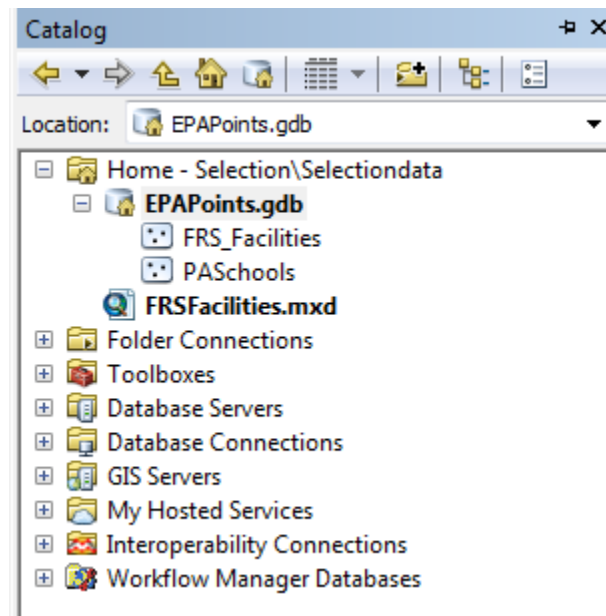 Catalog
Location: EPAPoints.gdb
Home - Selection\Selectiondata
EPAPoints.gdb
FRS_Facilities
PASchools
FRSFacilities.mxd
Folder Connections
Toolboxes
Database Servers
Database Connections
GIS Servers
My Hosted Services
Interoperability Connections
Workflow Manager Databases